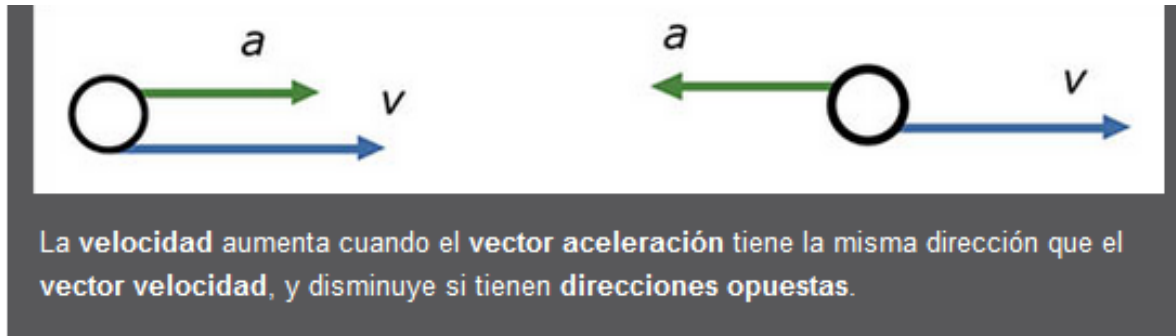 a
v
a
v
La velocidad aumenta cuando el vector aceleración tiene la misma dirección que el
vector velocidad, y disminuye si tienen direcciones opuestas.